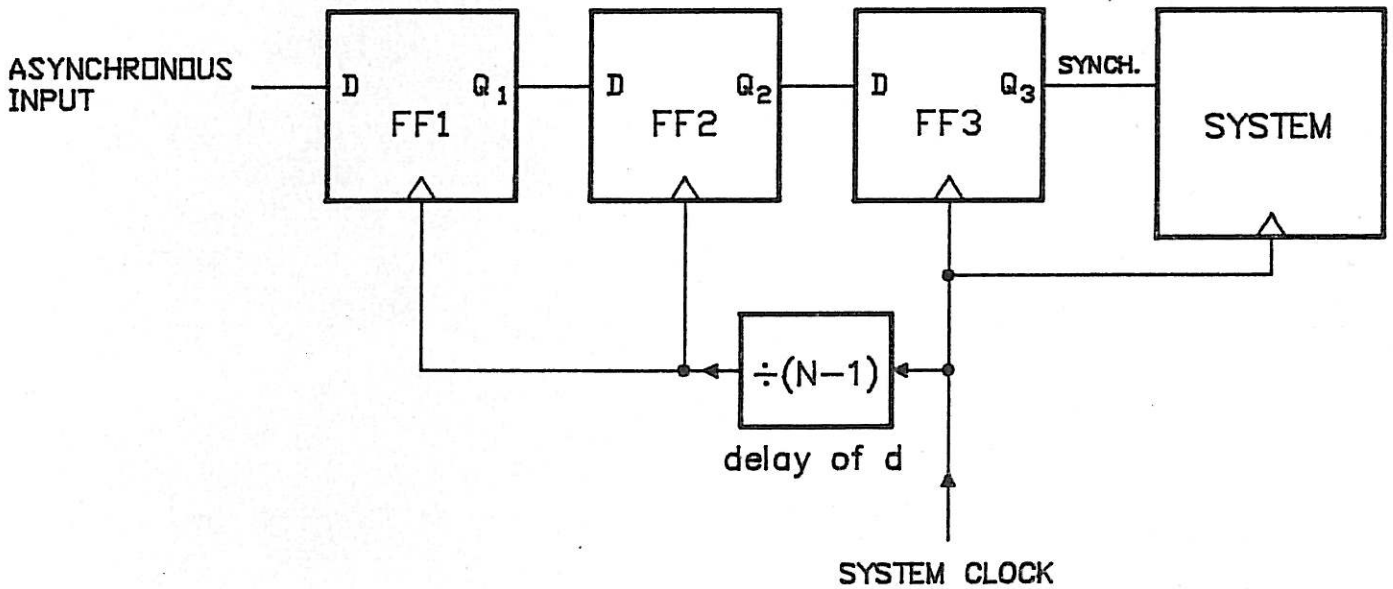 ASYNCHRONOUS
INPUT
D
Q1
FF1
D
Q2
FF2
D
Q3
FF3
SYNCH.
SYSTEM
÷(N-1)
delay of d
SYSTEM CLOCK